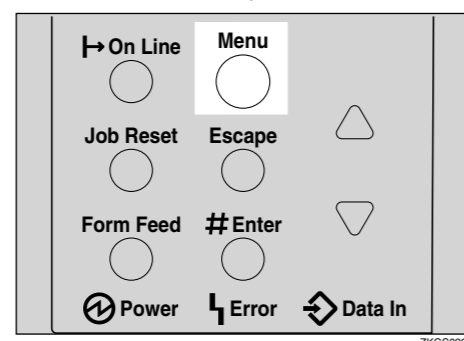 On Line Menu
Job Reset Escape
Form Feed # Enter
Power Error Data In